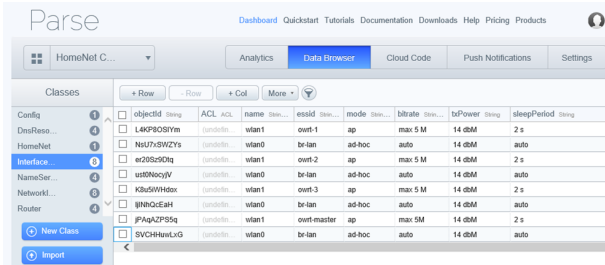 Parse
Dashboard Quickstart Tutorials Documentation Downloads Help Pricing Products
HomeNet C...
Analytics Data Browser Cloud Code Push Notifications Settings
Classes
+ Row - Row + Col More
Config 1
DnsReso... 4
HomeNet 1
Interface... 8
NameSer... 4
NetworkI... 8
Router 4
New Class
Import
objectId String ACL ACL name Strin... essid Strin... mode Strin... bitrate Strin... txPower String sleepPeriod String
L4KP8OSIYm (undefin... wlan1 owrt-1 ap max 5 M 14 dbM 2 s
NsU7xSWZYs (undefin... wlan0 br-lan ad-hoc auto 14 dbM auto
er20Sz9Dtq (undefin... wlan1 owrt-2 ap max 5 M 14 dbM 2 s
ust0NocyjV (undefin... wlan0 br-lan ad-hoc auto 14 dbM auto
K8u5iWHdox (undefin... wlan1 owrt-3 ap max 5 M 14 dbM 2 s
ljlNhQcEaH (undefin... wlan0 br-lan ad-hoc auto 14 dbM auto
jPAqAZPS5q (undefin... wlan1 owrt-master ap max 5M 14 dbM 2 s
SVCHHuwLxG (undefin... wlan0 br-lan ad-hoc auto 14 dbM auto